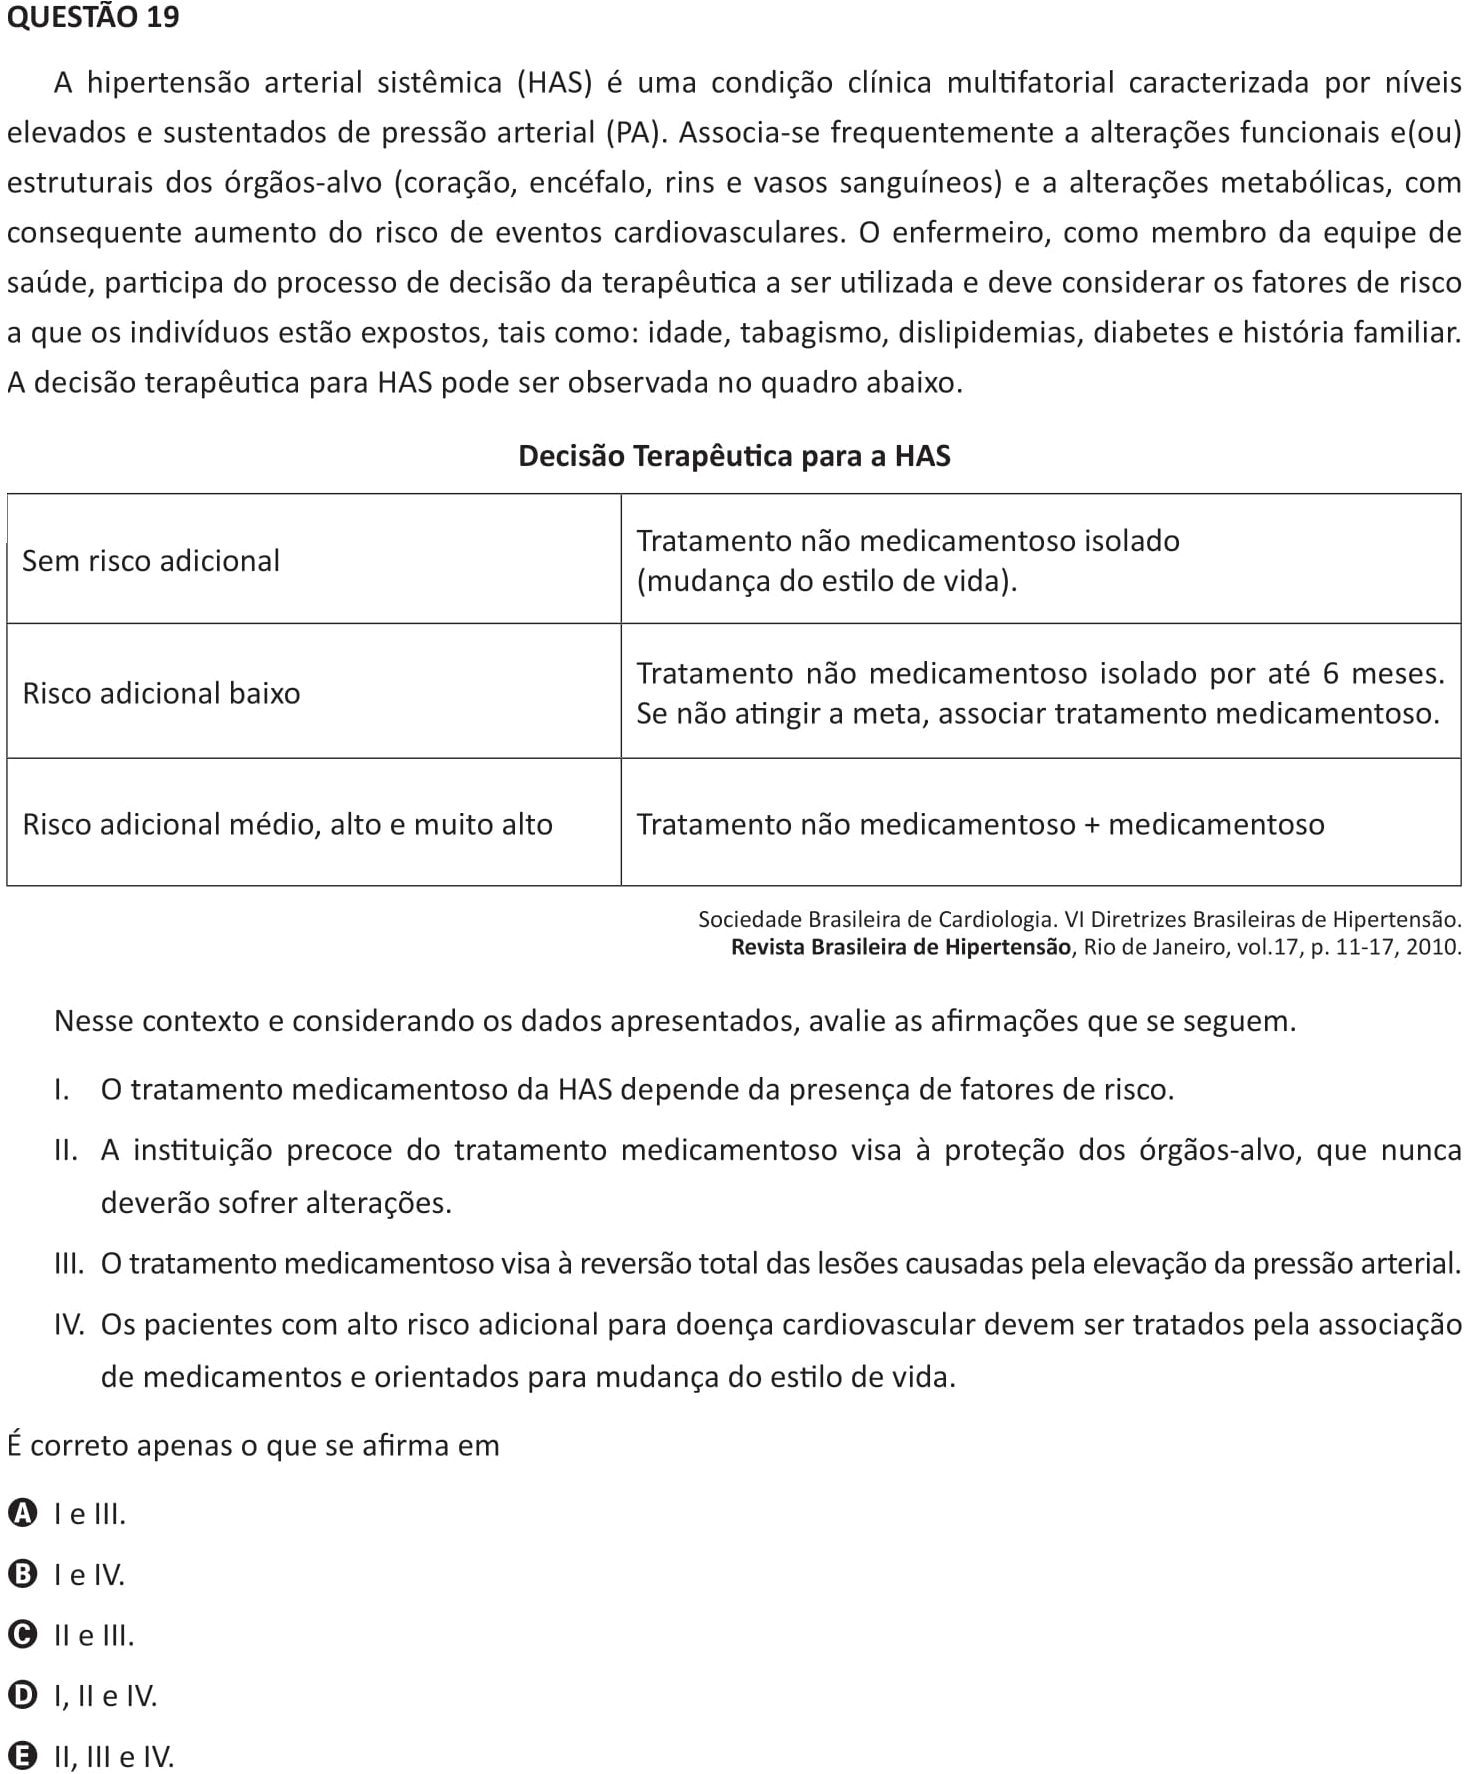 QUESTÃO 19
A hipertensão arterial sistêmica (HAS) é uma condição clínica multifatorial caracterizada por níveis
elevados e sustentados de pressão arterial (PA). Associa-se frequentemente a alterações funcionais e(ou)
estruturais dos órgãos-alvo (coração, encéfalo, rins e vasos sanguíneos) e a alterações metabólicas, com
consequente aumento do risco de eventos cardiovasculares. O enfermeiro, como membro da equipe de
saúde, participa do processo de decisão da terapêutica a ser utilizada e deve considerar os fatores de risco
a que os indivíduos estão expostos, tais como: idade, tabagismo, dislipidemias, diabetes e história familiar.
A decisão terapêutica para HAS pode ser observada no quadro abaixo.
Decisão Terapêutica para a HAS
Sem risco adicional
Tratamento não medicamentoso isolado
(mudança do estilo de vida).
Risco adicional baixo
Tratamento não medicamentoso isolado por até 6 meses.
Se não atingir a meta, associar tratamento medicamentoso.
Risco adicional médio, alto e muito alto
Tratamento não medicamentoso + medicamentoso
Sociedade Brasileira de Cardiologia. VI Diretrizes Brasileiras de Hipertensão.
Revista Brasileira de Hipertensão, Rio de Janeiro, vol.17, p. 11-17, 2010.
Nesse contexto e considerando os dados apresentados, avalie as afirmações que se seguem.
I. O tratamento medicamentoso da HAS depende da presença de fatores de risco.
II. A instituição precoce do tratamento medicamentoso visa à proteção dos órgãos-alvo, que nunca
deverão sofrer alterações.
III. O tratamento medicamentoso visa à reversão total das lesões causadas pela elevação da pressão arterial.
IV. Os pacientes com alto risco adicional para doença cardiovascular devem ser tratados pela associação
de medicamentos e orientados para mudança do estilo de vida.
É correto apenas o que se afirma em
A I e III.
B I e IV.
C II e III.
D I, II e IV.
E II, III e IV.